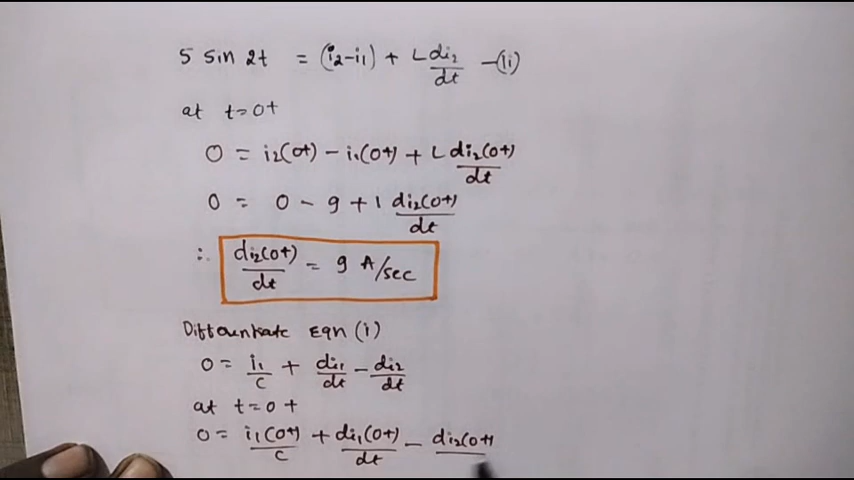 5 sin 2t = (i₂-i₁) + L di₂/dt -(ii)
at t=0+
0 = i₂(0+) - i₁(0+) + L di₂(0+)/dt
0 = 0 - 9 + 1 di₂(0+)/dt
∴ di₂(0+)/dt = 9 A/sec
Differentiate Eqn (i)
0 = i₁/c + di₁/dt - di₂/dt
at t=0+
0 = i₁(0+)/c + di₁(0+)/dt - di₂(0+)